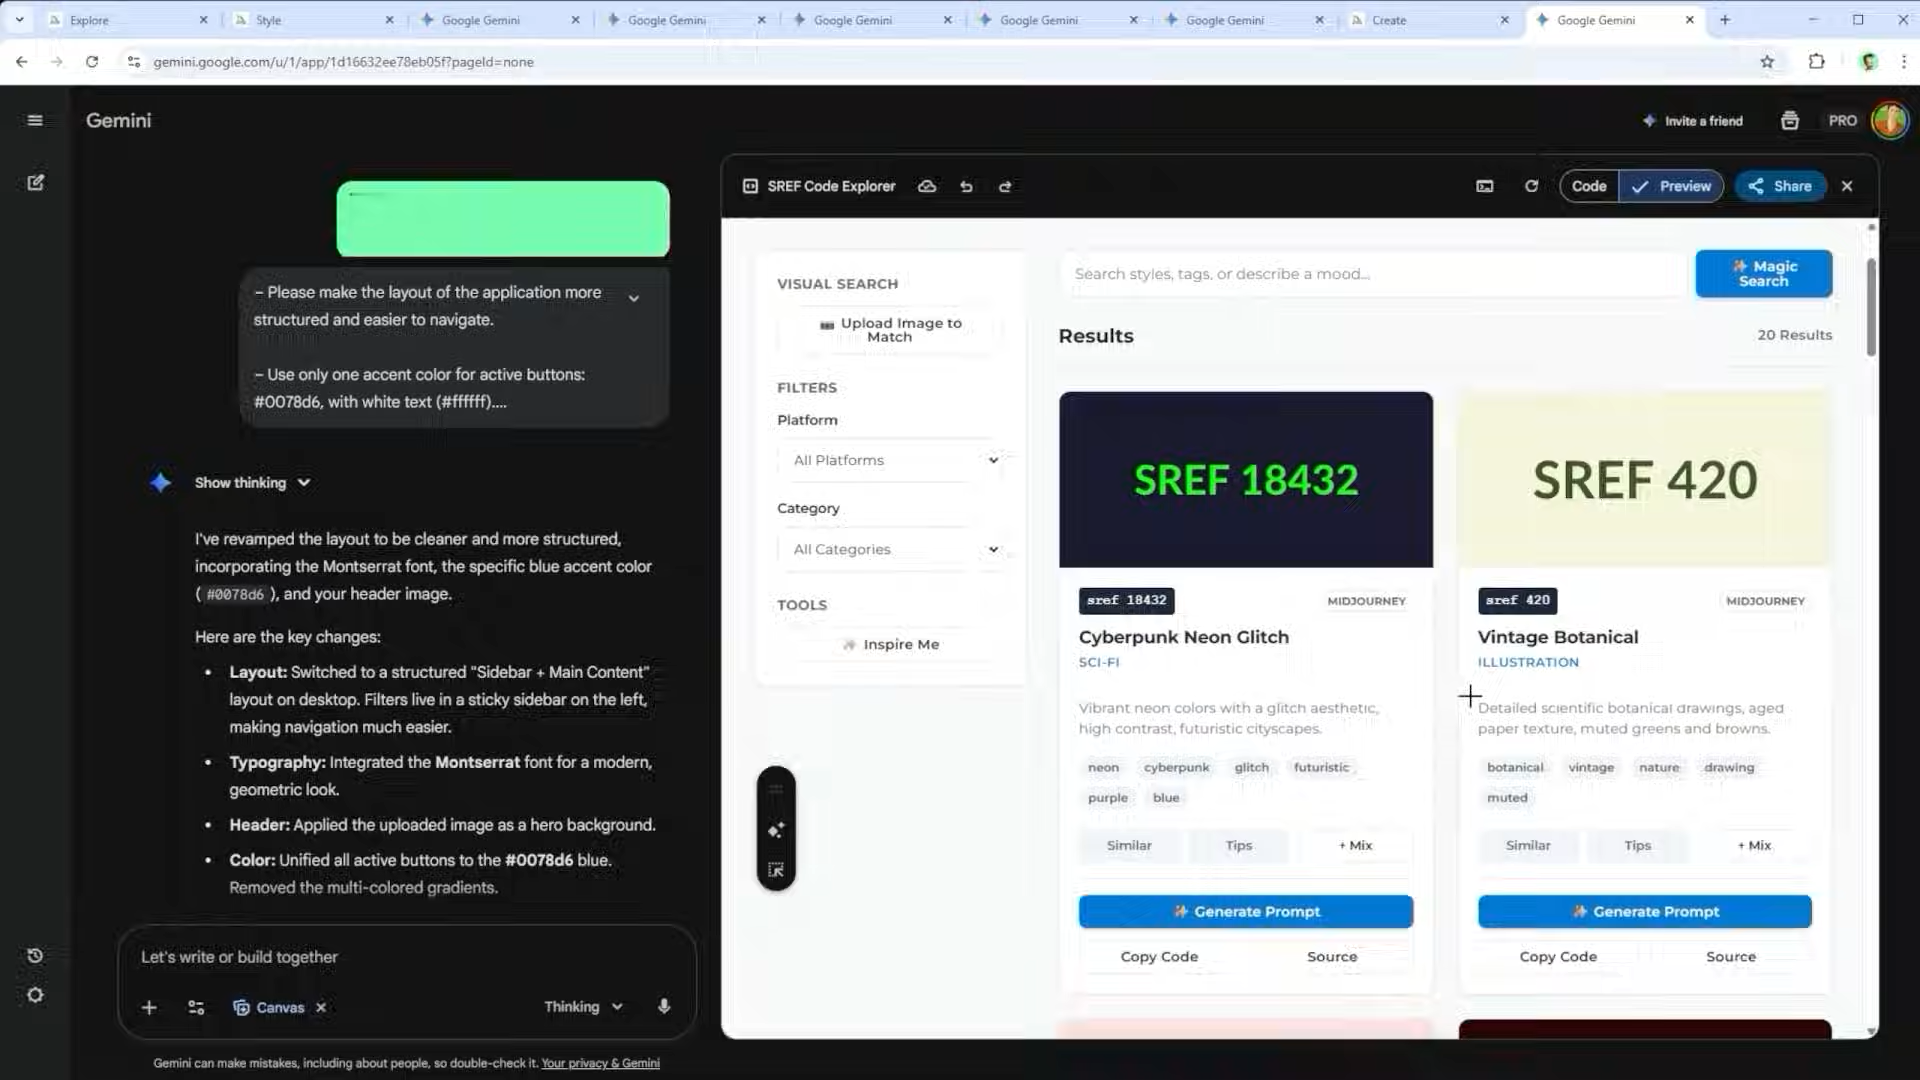 Explore
Style
Google Gemini
Google Gemini
Google Gemini
Google Gemini
Google Gemini
Create
Google Gemini
gemini.google.com/u/1/app/1d16632ee78eb05f?pageId=none
Gemini
Invite a friend
PRO
– Please make the layout of the application more
structured and easier to navigate.
– Use only one accent color for active buttons:
#0078d6, with white text (#ffffff)....
Show thinking
I've revamped the layout to be cleaner and more structured,
incorporating the Montserrat font, the specific blue accent color
( #0078d6 ), and your header image.
Here are the key changes:
• Layout: Switched to a structured "Sidebar + Main Content"
layout on desktop. Filters live in a sticky sidebar on the left,
making navigation much easier.
• Typography: Integrated the Montserrat font for a modern,
geometric look.
• Header: Applied the uploaded image as a hero background.
• Color: Unified all active buttons to the #0078d6 blue.
Removed the multi-colored gradients.
Let's write or build together
Canvas
Thinking
Gemini can make mistakes, including about people, so double-check it. Your privacy & Gemini
SREF Code Explorer
Code
Preview
Share
VISUAL SEARCH
Upload Image to
Match
FILTERS
Platform
All Platforms
Category
All Categories
TOOLS
Inspire Me
Search styles, tags, or describe a mood...
Magic
Search
Results
20 Results
SREF 18432
sref 18432
MIDJOURNEY
Cyberpunk Neon Glitch
SCI-FI
Vibrant neon colors with a glitch aesthetic,
high contrast, futuristic cityscapes.
neon cyberpunk glitch futuristic
purple blue
Similar
Tips
+ Mix
Generate Prompt
Copy Code
Source
SREF 420
sref 420
MIDJOURNEY
Vintage Botanical
ILLUSTRATION
Detailed scientific botanical drawings, aged
paper texture, muted greens and browns.
botanical vintage nature drawing
muted
Similar
Tips
+ Mix
Generate Prompt
Copy Code
Source